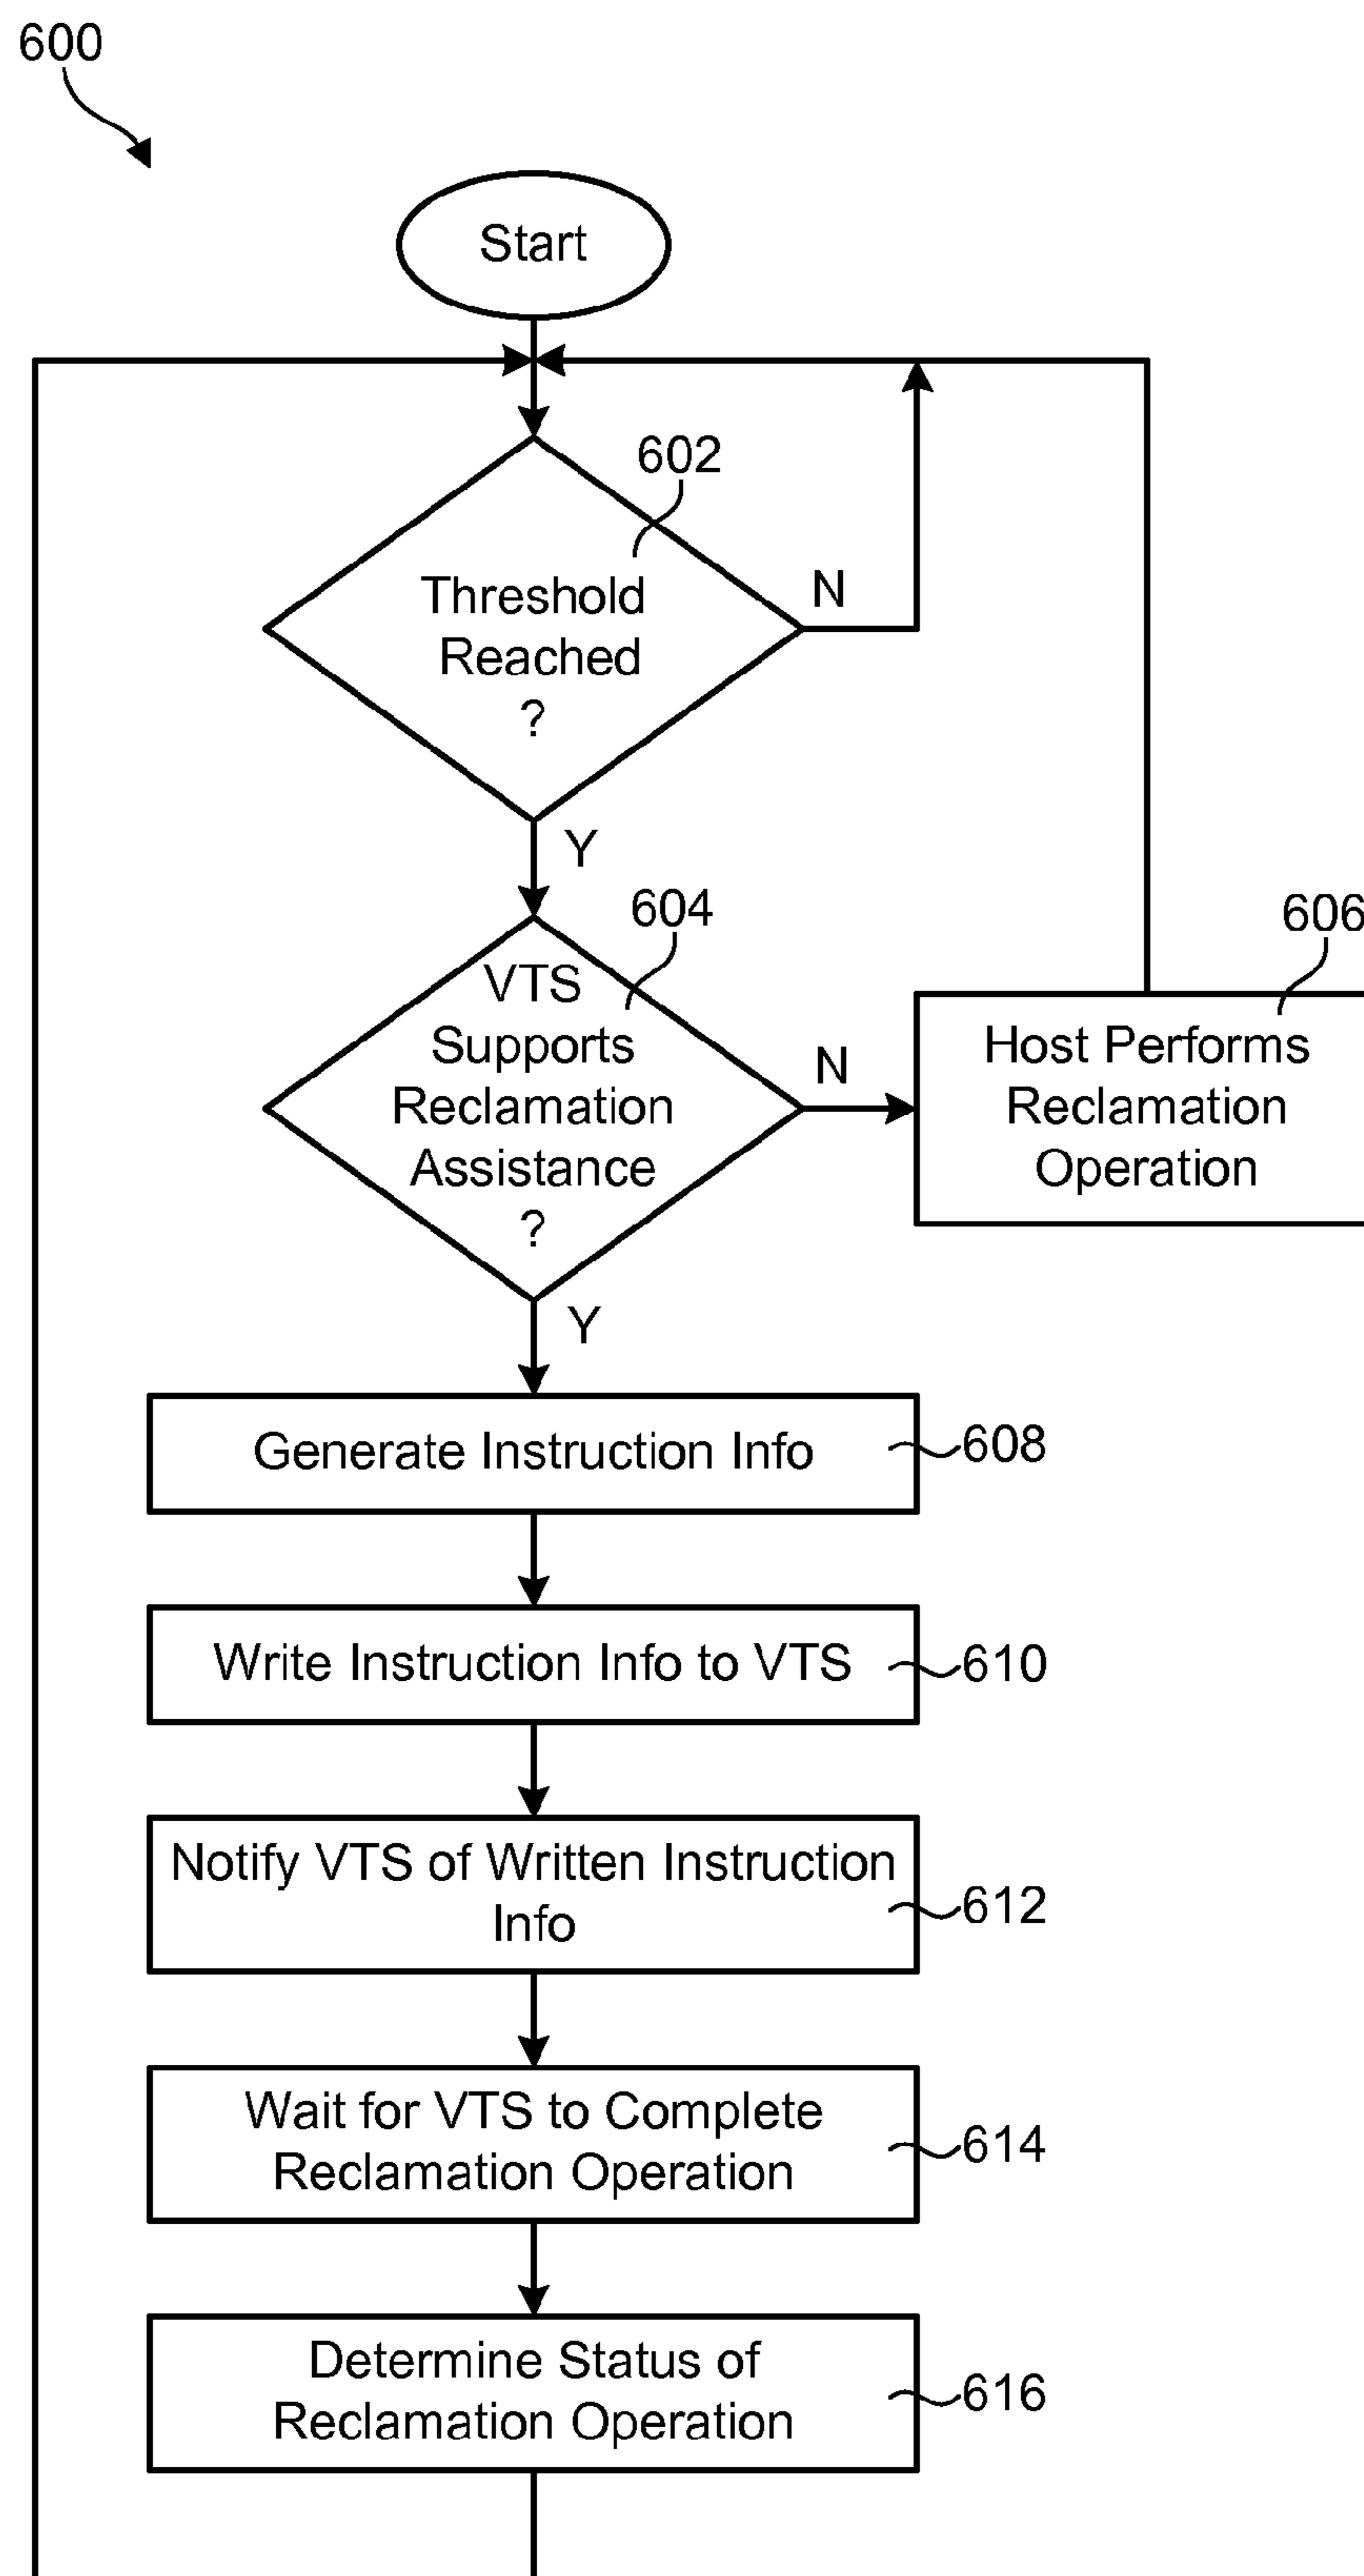 600
Start
602
Threshold
Reached
?
N
Y
604
VTS
Supports
Reclamation
Assistance
?
N
606
Host Performs
Reclamation
Operation
Y
Generate Instruction Info
608
Write Instruction Info to VTS
610
Notify VTS of Written Instruction
Info
612
Wait for VTS to Complete
Reclamation Operation
614
Determine Status of
Reclamation Operation
616